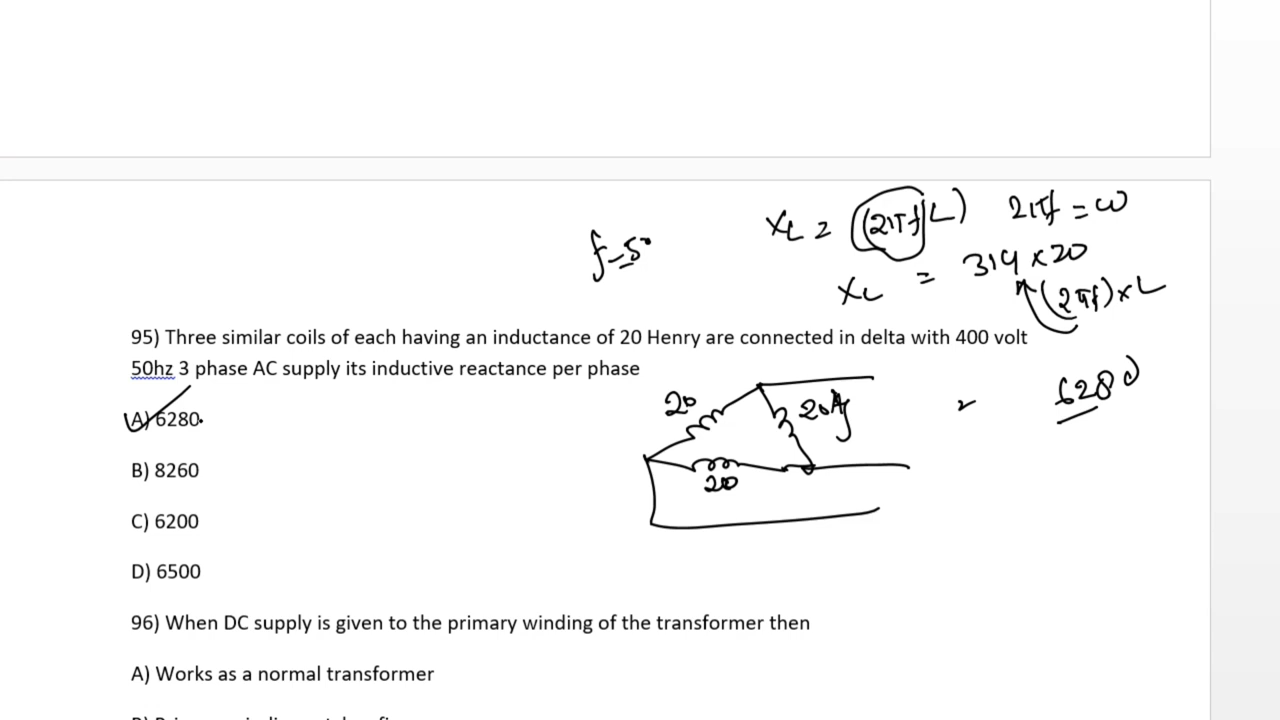 XL = (2πf)L) 2πf = ω
f = 50
XL = 314 × 20
(2πf) × L
95) Three similar coils of each having an inductance of 20 Henry are connected in delta with 400 volt
50hz 3 phase AC supply its inductive reactance per phase
= 6280
A) 6280.
20
20H
B) 8260
20
C) 6200
D) 6500
96) When DC supply is given to the primary winding of the transformer then
A) Works as a normal transformer